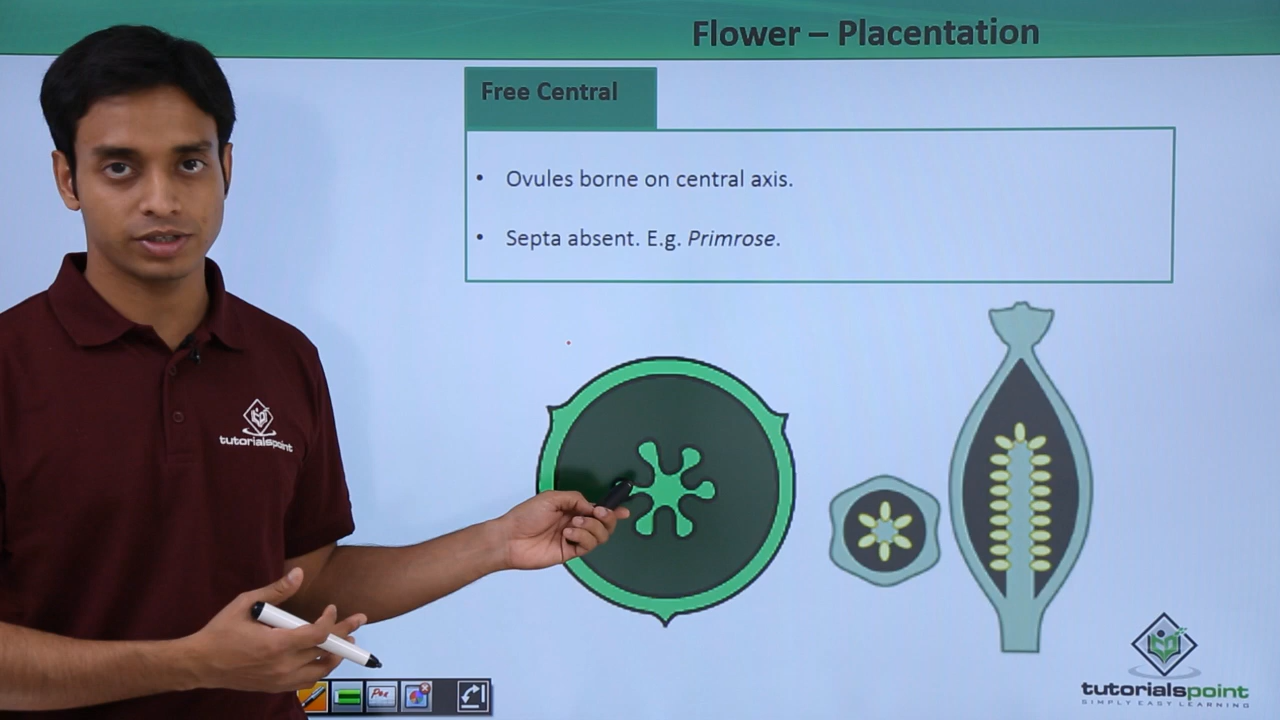 Flower – Placentation
Free Central
• Ovules borne on central axis.
• Septa absent. E.g. Primrose.
tutorialspoint
tutorialspoint
SIMPLY EASY LEARNING